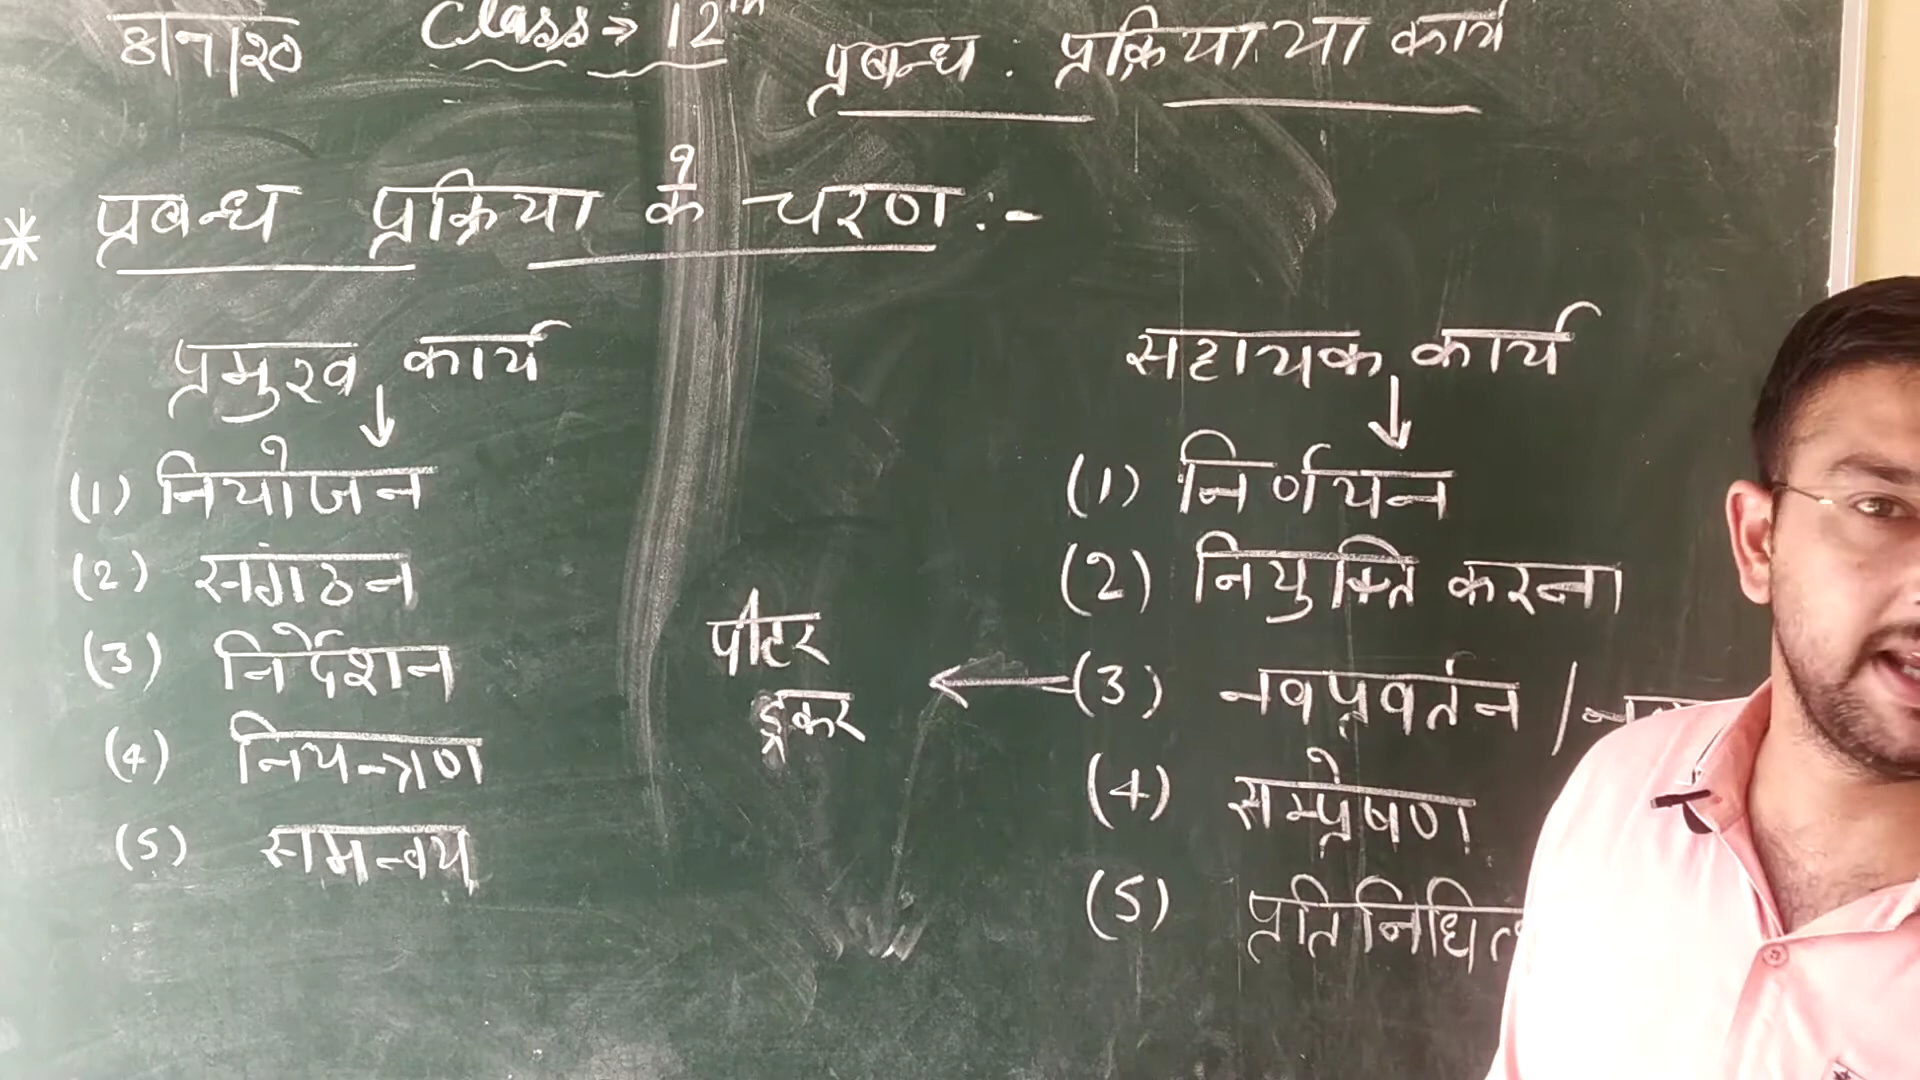 8/7/20
Class → 12th
प्रबन्ध : प्रक्रिया या कार्य
* प्रबन्ध प्रक्रिया के चरण :-
प्रमुख कार्य
(1) नियोजन
(2) संगठन
(3) निर्देशन
(4) नियन्त्रण
(5) समन्वय
पीटर
ड्रकर
सहायक कार्य
(1) निर्णयन
(2) नियुक्ति करना
(3) नवप्रवर्तन /
(4) सम्प्रेषण
(5)